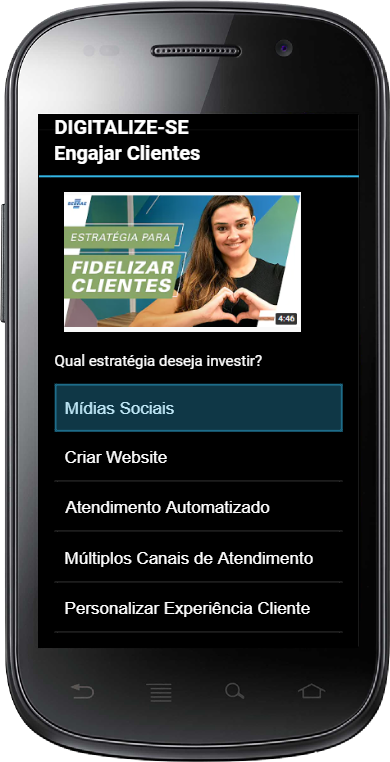 DIGITALIZE-SE
Engajar Clientes
SEBRAE
ESTRATÉGIA PARA
FIDELIZAR
CLIENTES
4:46
Qual estratégia deseja investir?
Mídias Sociais
Criar Website
Atendimento Automatizado
Múltiplos Canais de Atendimento
Personalizar Experiência Cliente